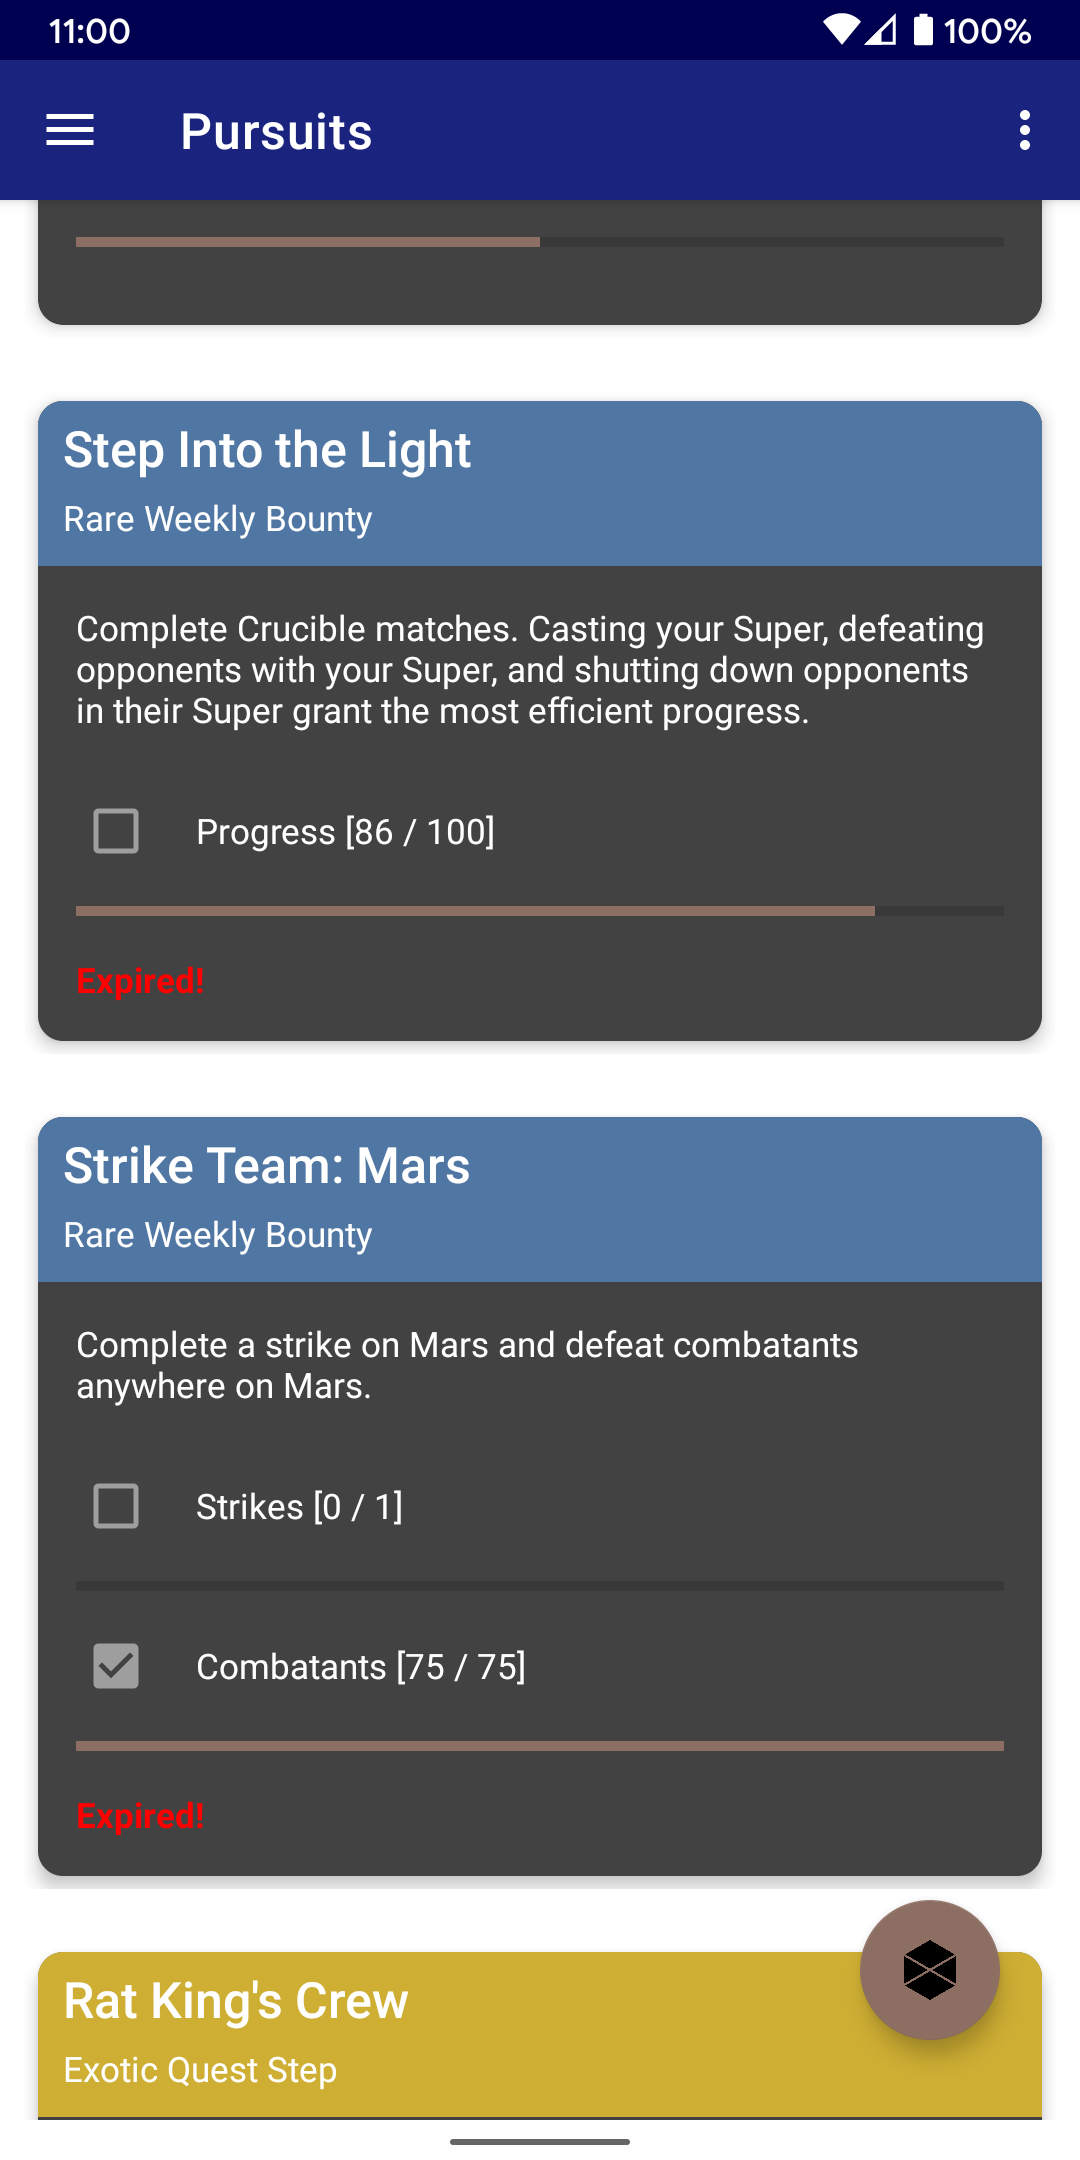 11:00
100%
Pursuits
Step Into the Light
Rare Weekly Bounty
Complete Crucible matches. Casting your Super, defeating
opponents with your Super, and shutting down opponents
in their Super grant the most efficient progress.
Progress [86 / 100]
Expired!
Strike Team: Mars
Rare Weekly Bounty
Complete a strike on Mars and defeat combatants
anywhere on Mars.
Strikes [0 / 1]
Combatants [75 / 75]
Expired!
Rat King's Crew
Exotic Quest Step